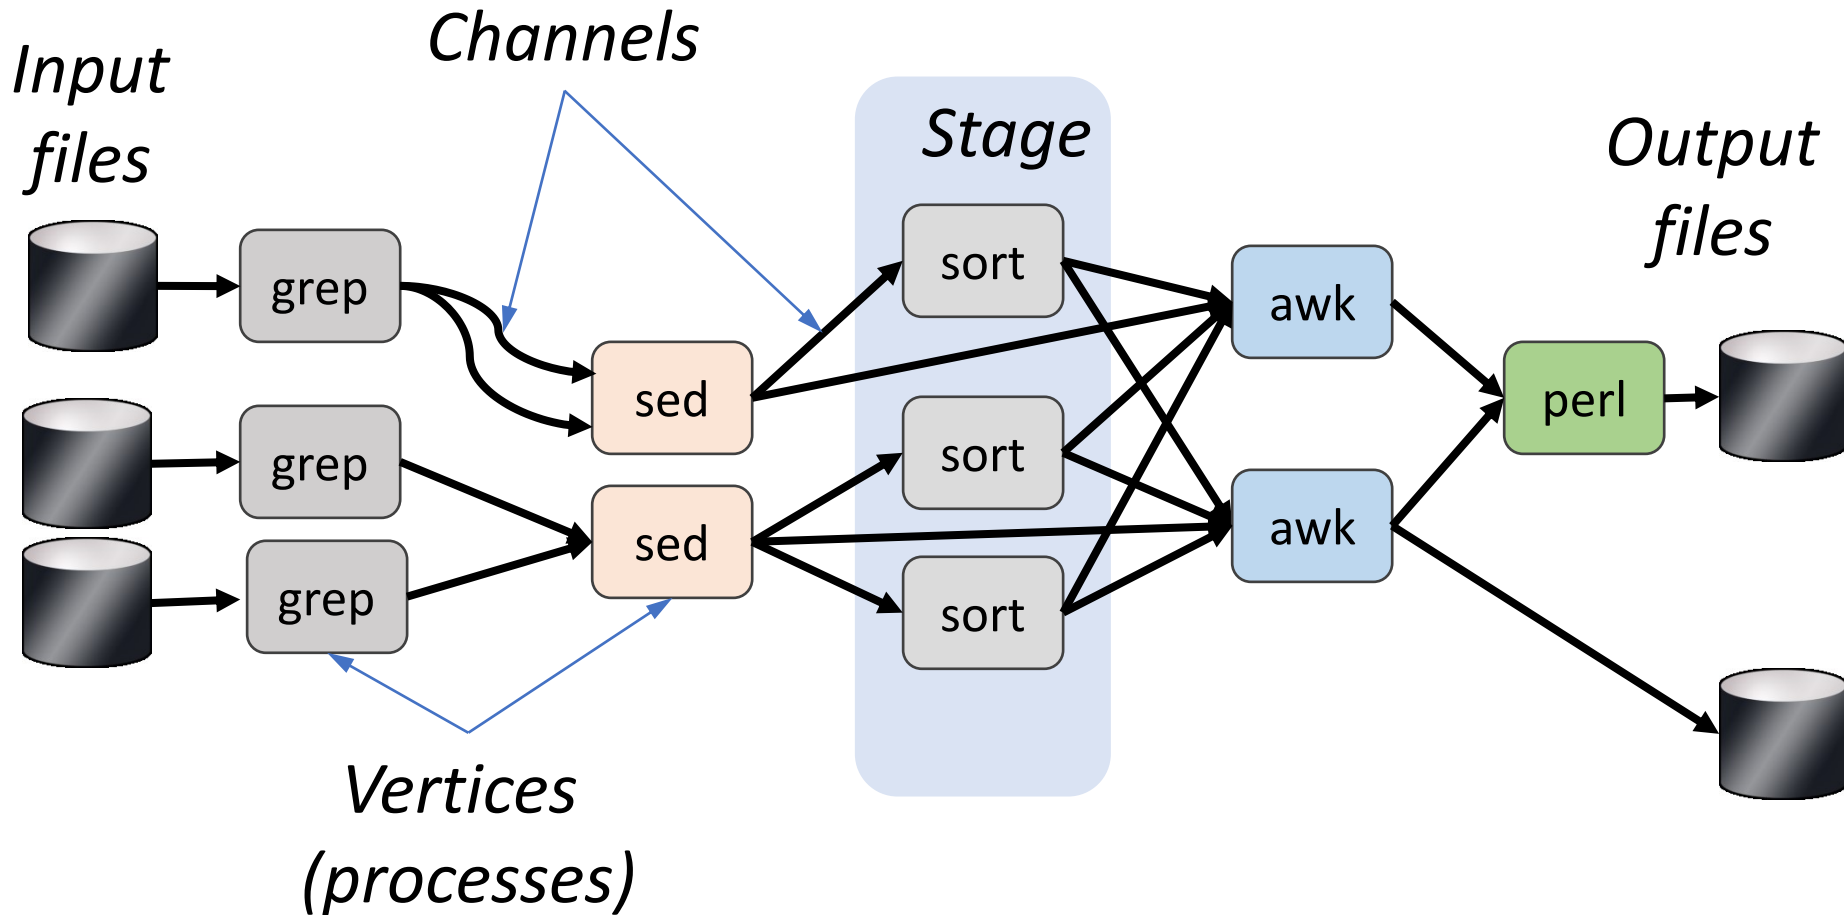 Channels
Input
files
Stage
Output
files
grep
sort
awk
sed
perl
grep
sort
sed
awk
grep
sort
Vertices
(processes)